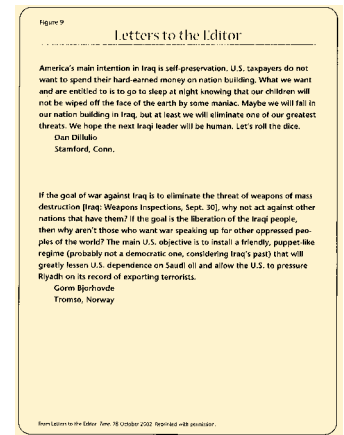 Figure 9
Letters to the Editor
America's main intention in Iraq is self-preservation. U.S. taxpayers do not
want to spend their hard-earned money on nation building. What we want
and are entitled to is to go to sleep at night knowing that our children will
not be wiped off the face of the earth by some maniac. Maybe we will fail in
our nation building in Iraq, but at least we will eliminate one of our greatest
threats. We hope the next Iraqi leader will be human. Let's roll the dice.
Dan Dillulio
Stamford, Conn.
If the goal of war against Iraq is to eliminate the threat of weapons of mass
destruction [Iraq: Weapons Inspections, Sept. 30], why not act against other
nations that have them? If the goal is the liberation of the Iraqi people,
then why aren't those who want war speaking up for other oppressed peo-
ples of the world? The main U.S. objective is to install a friendly, puppet-like
regime (probably not a democratic one, considering Iraq's past) that will
greatly lessen U.S. dependence on Saudi oil and allow the U.S. to pressure
Riyadh on its record of exporting terrorists.
Gorm Bjorhovde
Tromso, Norway
From Letters to the Editor. Time, 28 October 2002. Reprinted with permission.